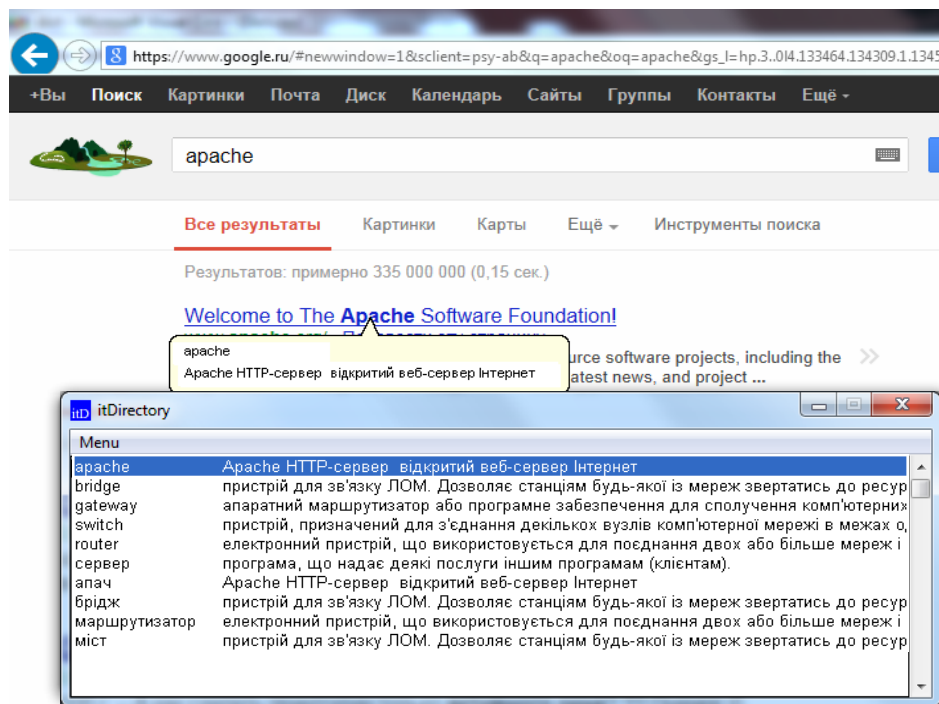 https://www.google.ru/#newwindow=1&sclient=psy-ab&q=apache&oq=apache&gs_l=hp.3..0l4.133464.134309.1.1345
+Вы Поиск Картинки Почта Диск Календарь Сайты Группы Контакты Ещё
apache
Все результаты Картинки Карты Ещё Инструменты поиска
Результатов: примерно 335 000 000 (0,15 сек.)
Welcome to The Apache Software Foundation!
apache
Apache HTTP-сервер відкритий веб-сервер Інтернет
urce software projects, including the
atest news, and project ...
itD itDirectory
Menu
apache Apache HTTP-сервер відкритий веб-сервер Інтернет
bridge пристрій для зв'язку ЛОМ. Дозволяє станціям будь-якої із мереж звертатись до ресур
gateway апаратний маршрутизатор або програмне забезпечення для сполучення комп'ютерних
switch пристрій, призначений для з'єднання декількох вузлів комп'ютерної мережі в межах о,
router електронний пристрій, що використовується для поєднання двох або більше мереж і
сервер програма, що надає деякі послуги іншим програмам (клієнтам).
апач Apache HTTP-сервер відкритий веб-сервер Інтернет
брідж пристрій для зв'язку ЛОМ. Дозволяє станціям будь-якої із мереж звертатись до ресур
маршрутизатор електронний пристрій, що використовується для поєднання двох або більше мереж і
міст пристрій для зв'язку ЛОМ. Дозволяє станціям будь-якої із мереж звертатись до ресур